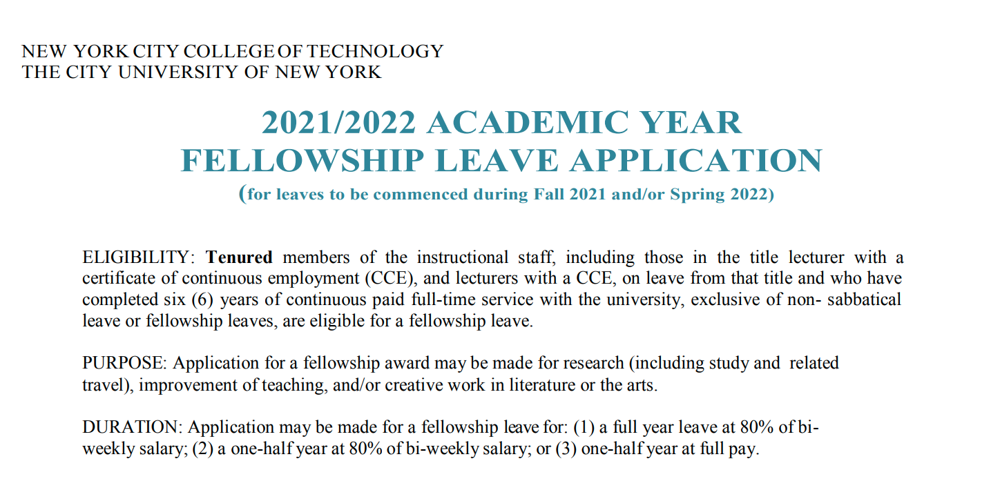 NEW YORK CITY COLLEGE OF TECHNOLOGY
THE CITY UNIVERSITY OF NEW YORK
2021/2022 ACADEMIC YEAR
FELLOWSHIP LEAVE APPLICATION
(for leaves to be commenced during Fall 2021 and/or Spring 2022)
ELIGIBILITY: Tenured members of the instructional staff, including those in the title lecturer with a
certificate of continuous employment (CCE), and lecturers with a CCE, on leave from that title and who have
completed six (6) years of continuous paid full-time service with the university, exclusive of non- sabbatical
leave or fellowship leaves, are eligible for a fellowship leave.
PURPOSE: Application for a fellowship award may be made for research (including study and related
travel), improvement of teaching, and/or creative work in literature or the arts.
DURATION: Application may be made for a fellowship leave for: (1) a full year leave at 80% of bi-
weekly salary; (2) a one-half year at 80% of bi-weekly salary; or (3) one-half year at full pay.